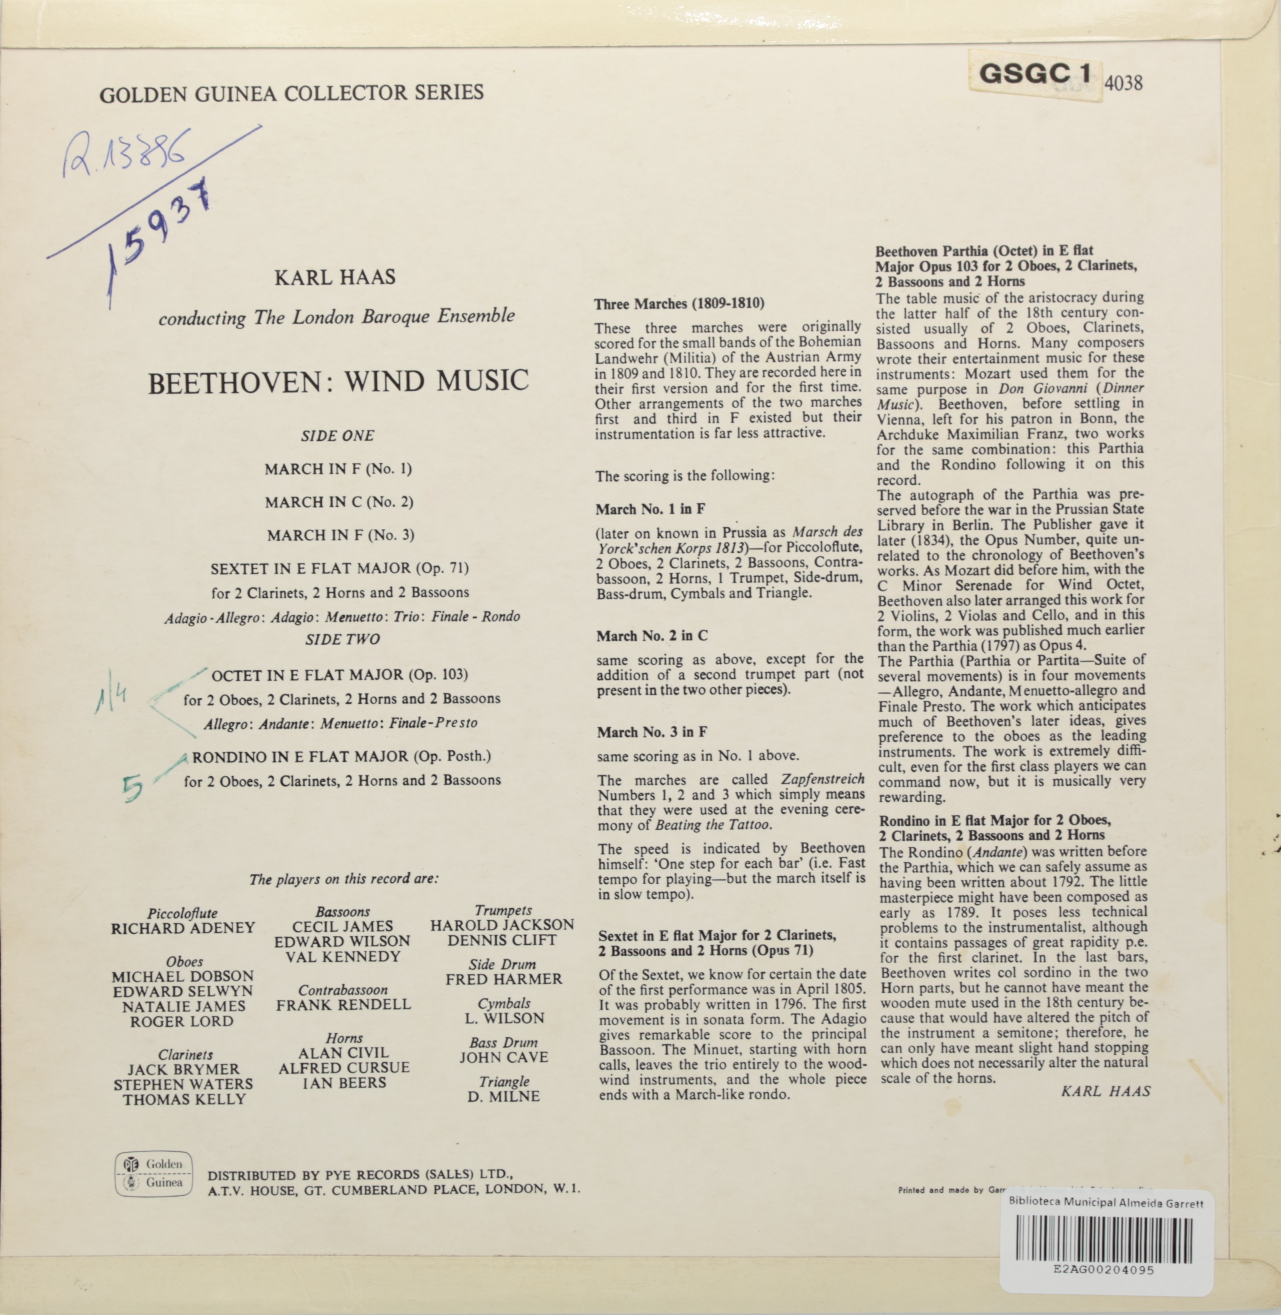 GOLDEN GUINEA COLLECTOR SERIES
GSGC 1 4038
R.13896
15937
KARL HAAS
conducting The London Baroque Ensemble
BEETHOVEN: WIND MUSIC
SIDE ONE
MARCH IN F (No. 1)
MARCH IN C (No. 2)
MARCH IN F (No. 3)
SEXTET IN E FLAT MAJOR (Op. 71)
for 2 Clarinets, 2 Horns and 2 Bassoons
Adagio-Allegro: Adagio: Menuetto: Trio: Finale - Rondo
SIDE TWO
1/4
OCTET IN E FLAT MAJOR (Op. 103)
for 2 Oboes, 2 Clarinets, 2 Horns and 2 Bassoons
Allegro: Andante: Menuetto: Finale-Presto
5
RONDINO IN E FLAT MAJOR (Op. Posth.)
for 2 Oboes, 2 Clarinets, 2 Horns and 2 Bassoons
The players on this record are:
Piccoloflute
RICHARD ADENEY
Oboes
MICHAEL DOBSON
EDWARD SELWYN
NATALIE JAMES
ROGER LORD
Clarinets
JACK BRYMER
STEPHEN WATERS
THOMAS KELLY
Bassoons
CECIL JAMES
EDWARD WILSON
VAL KENNEDY
Contrabassoon
FRANK RENDELL
Horns
ALAN CIVIL
ALFRED CURSUE
IAN BEERS
Trumpets
HAROLD JACKSON
DENNIS CLIFT
Side Drum
FRED HARMER
Cymbals
L. WILSON
Bass Drum
JOHN CAVE
Triangle
D. MILNE
Golden
Guinea
DISTRIBUTED BY PYE RECORDS (SALES) LTD.,
A.T.V. HOUSE, GT. CUMBERLAND PLACE, LONDON, W.1.
Three Marches (1809-1810)
These three marches were originally
scored for the small bands of the Bohemian
Landwehr (Militia) of the Austrian Army
in 1809 and 1810. They are recorded here in
their first version and for the first time.
Other arrangements of the two marches
first and third in F existed but their
instrumentation is far less attractive.
The scoring is the following:
March No. 1 in F
(later on known in Prussia as Marsch des
Yorck'schen Korps 1813)—for Piccoloflute,
2 Oboes, 2 Clarinets, 2 Bassoons, Contra-
bassoon, 2 Horns, 1 Trumpet, Side-drum,
Bass-drum, Cymbals and Triangle.
March No. 2 in C
same scoring as above, except for the
addition of a second trumpet part (not
present in the two other pieces).
March No. 3 in F
same scoring as in No. 1 above.
The marches are called Zapfenstreich
Numbers 1, 2 and 3 which simply means
that they were used at the evening cere-
mony of Beating the Tattoo.
The speed is indicated by Beethoven
himself: 'One step for each bar' (i.e. Fast
tempo for playing—but the march itself is
in slow tempo).
Sextet in E flat Major for 2 Clarinets,
2 Bassoons and 2 Horns (Opus 71)
Of the Sextet, we know for certain the date
of the first performance was in April 1805.
It was probably written in 1796. The first
movement is in sonata form. The Adagio
gives remarkable score to the principal
Bassoon. The Minuet, starting with horn
calls, leaves the trio entirely to the wood-
wind instruments, and the whole piece
ends with a March-like rondo.
Beethoven Parthia (Octet) in E flat
Major Opus 103 for 2 Oboes, 2 Clarinets,
2 Bassoons and 2 Horns
The table music of the aristocracy during
the latter half of the 18th century con-
sisted usually of 2 Oboes, Clarinets,
Bassoons and Horns. Many composers
wrote their entertainment music for these
instruments: Mozart used them for the
same purpose in Don Giovanni (Dinner
Music). Beethoven, before settling in
Vienna, left for his patron in Bonn, the
Archduke Maximilian Franz, two works
for the same combination: this Parthia
and the Rondino following it on this
record.
The autograph of the Parthia was pre-
served before the war in the Prussian State
Library in Berlin. The Publisher gave it
later (1834), the Opus Number, quite un-
related to the chronology of Beethoven's
works. As Mozart did before him, with the
C Minor Serenade for Wind Octet,
Beethoven also later arranged this work for
2 Violins, 2 Violas and Cello, and in this
form, the work was published much earlier
than the Parthia (1797) as Opus 4.
The Parthia (Parthia or Partita—Suite of
several movements) is in four movements
—Allegro, Andante, Menuetto-allegro and
Finale Presto. The work which anticipates
much of Beethoven's later ideas, gives
preference to the oboes as the leading
instruments. The work is extremely diffi-
cult, even for the first class players we can
command now, but it is musically very
rewarding.
Rondino in E flat Major for 2 Oboes,
2 Clarinets, 2 Bassoons and 2 Horns
The Rondino (Andante) was written before
the Parthia, which we can safely assume as
having been written about 1792. The little
masterpiece might have been composed as
early as 1789. It poses less technical
problems to the instrumentalist, although
it contains passages of great rapidity p.e.
for the first clarinet. In the last bars,
Beethoven writes col sordino in the two
Horn parts, but he cannot have meant the
wooden mute used in the 18th century be-
cause that would have altered the pitch of
the instrument a semitone; therefore, he
can only have meant slight hand stopping
which does not necessarily alter the natural
scale of the horns.
KARL HAAS
Printed and made by
Biblioteca Municipal Almeida Garrett
E2AG00204095